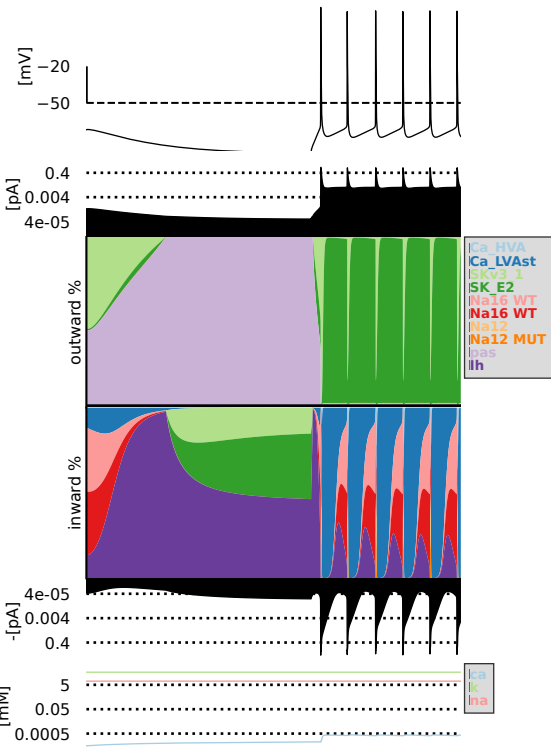 [mV]
−20
−50
[pA]
0.4
0.004
4e-05
outward %
Ca_HVA
Ca_LVAst
SKv3_1
SK_E2
Na16 WT
Na16 WT
Na12
Na12 MUT
pas
Ih
inward %
-[pA]
4e-05
0.004
0.4
[mM]
5
0.05
0.0005
ca
k
na